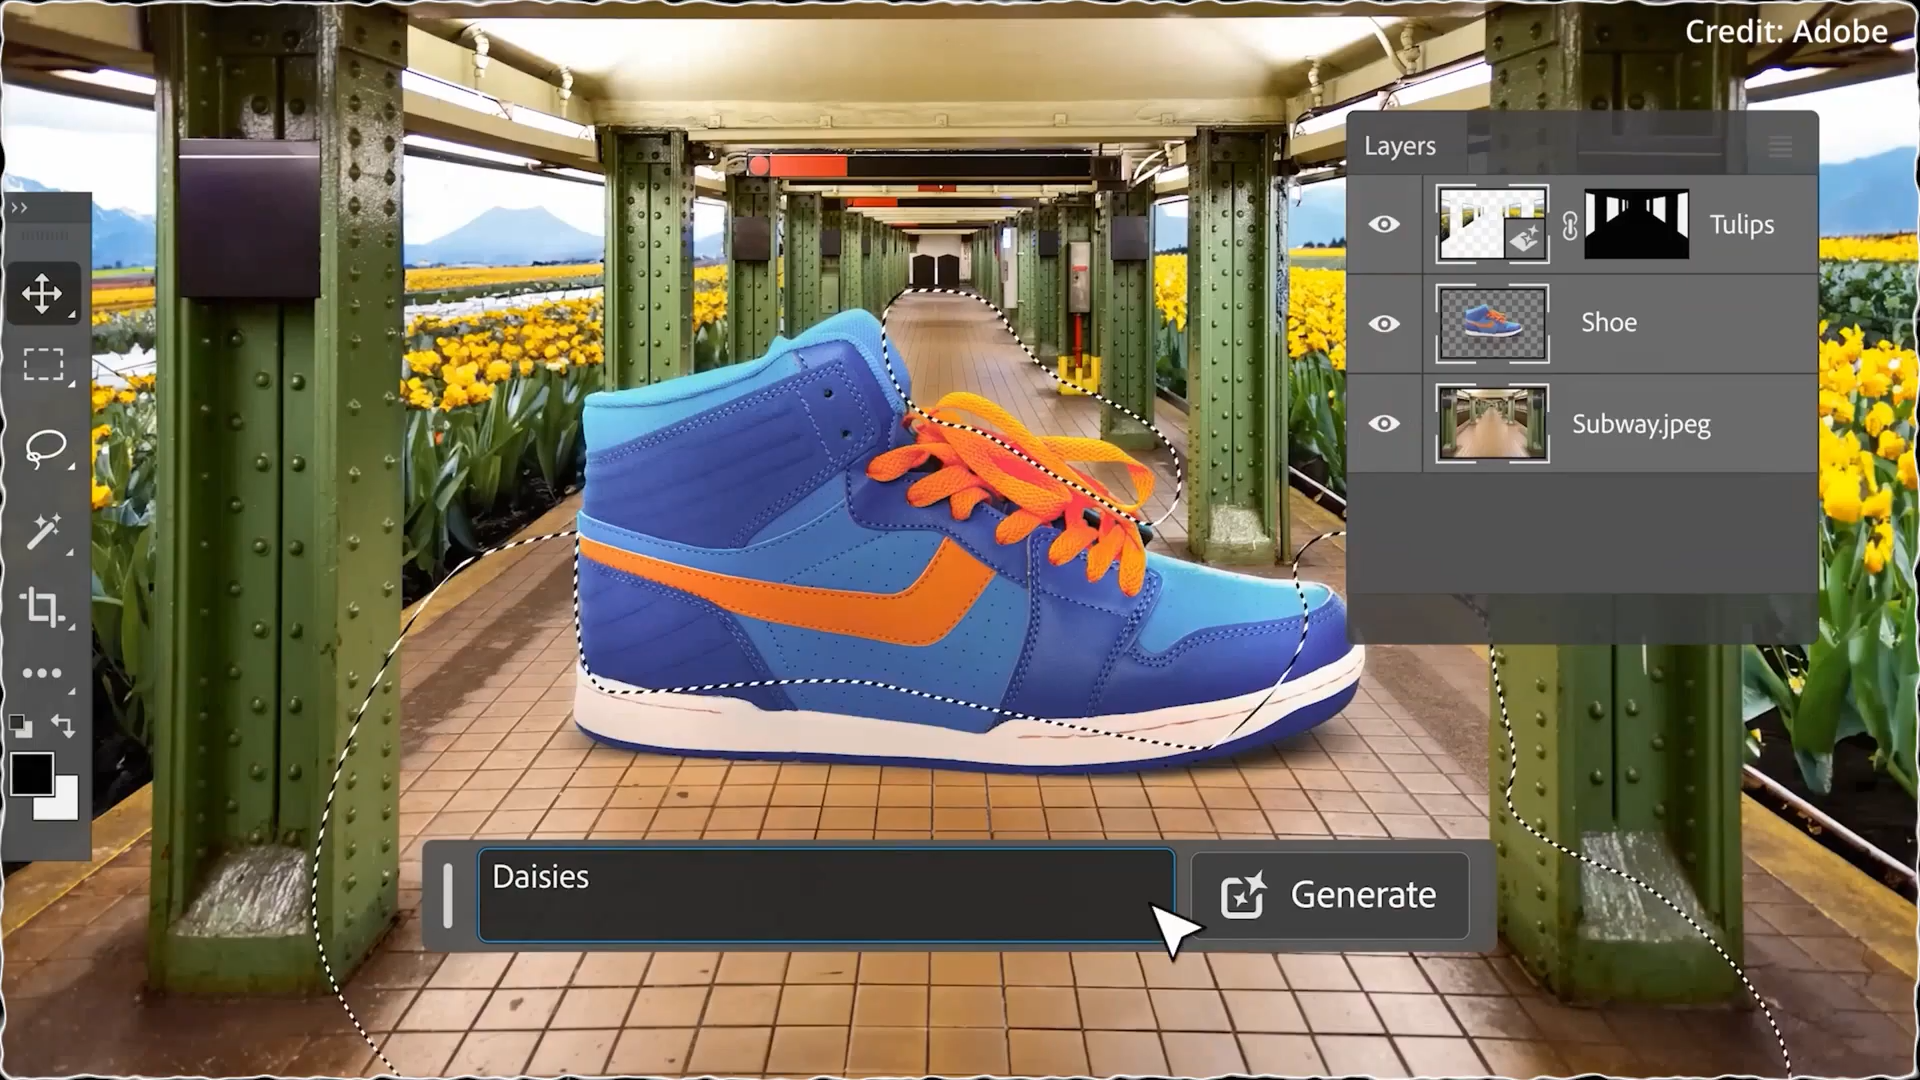 Credit: Adobe
Layers
Tulips
Shoe
Subway.jpeg
Daisies
Generate